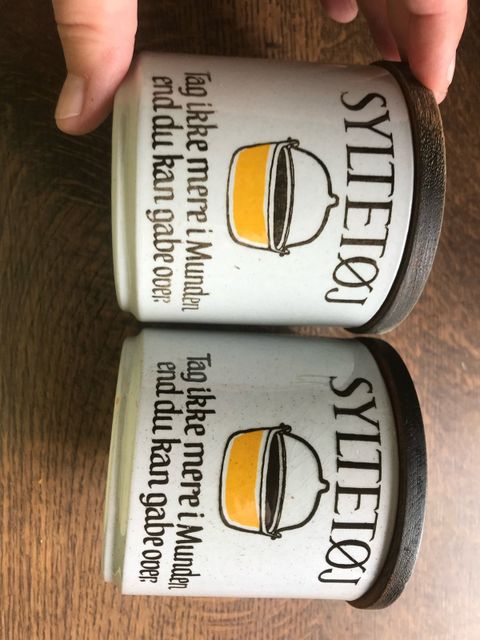 SYLTETØJ
Tag ikke mere i Munden
end du kan gabe over.
SYLTETØJ
Tag ikke mere i Munden
end du kan gabe over.